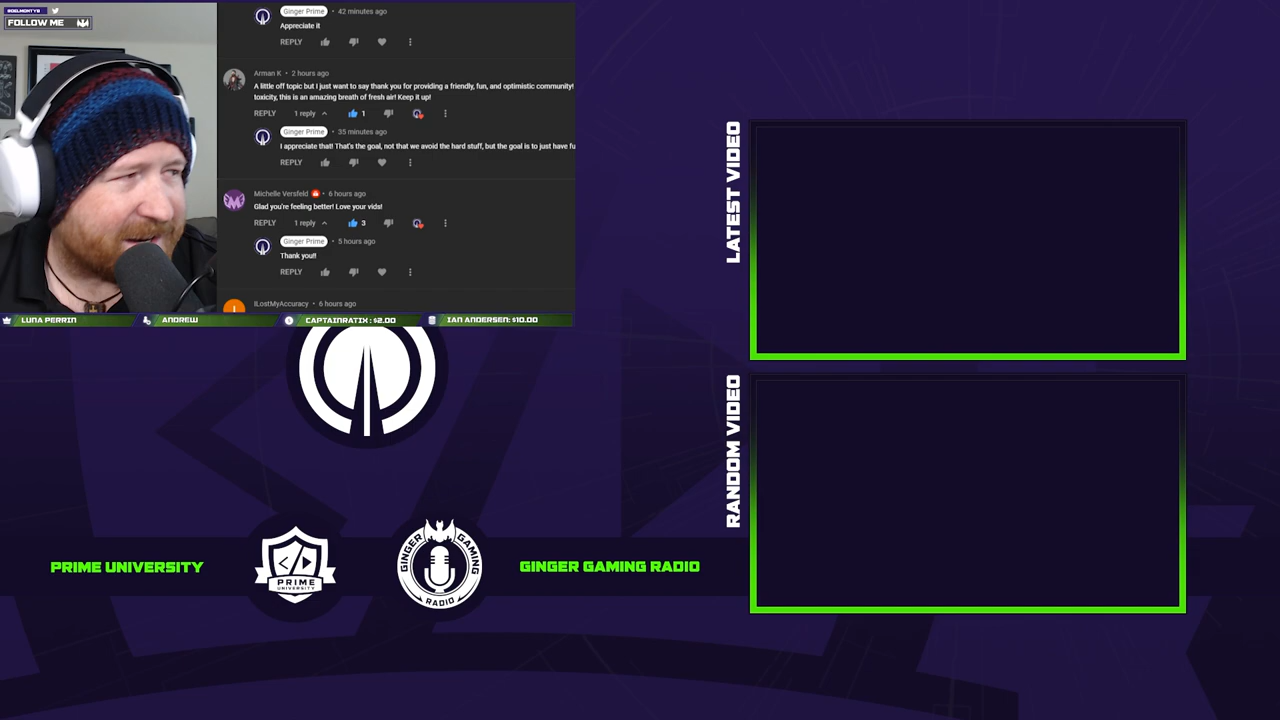 FOLLOW ME
Ginger Prime • 42 minutes ago
Appreciate it
REPLY
Arman K • 2 hours ago
A little off topic but I just want to say thank you for providing a friendly, fun, and optimistic community!
toxicity, this is an amazing breath of fresh air! Keep it up!
REPLY 1 reply 1
Ginger Prime • 35 minutes ago
I appreciate that! That's the goal, not that we avoid the hard stuff, but the goal is to just have fu
REPLY
Michelle Versfeld • 6 hours ago
Glad you're feeling better! Love your vids!
REPLY 1 reply 3
Ginger Prime • 5 hours ago
Thank you!!
REPLY
ILostMyAccuracy • 6 hours ago
LUNA PERRIN
ANDREW
CAPTAINRATIX : $2.00
IAN ANDERSEN: $10.00
LATEST VIDEO
RANDOM VIDEO
PRIME UNIVERSITY
PRIME
UNIVERSITY
GINGER GAMING
RADIO
GINGER GAMING RADIO